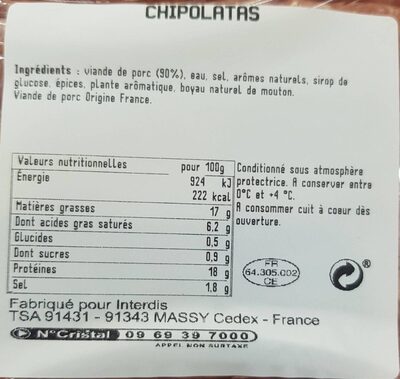 CHIPOLATAS
Ingrédients : viande de porc (90%), eau, sel, arômes naturels, sirop de
glucose, épices, plante arômatique, boyau naturel de mouton.
Viande de porc Origine France.
Valeurs nutritionnelles pour 100g
Énergie 924 kJ
222 kcal
Matières grasses 17 g
Dont acides gras saturés 6,2 g
Glucides 0,5 g
Dont sucres 0,9 g
Protéines 18 g
Sel 1,8 g
Conditionné sous atmosphère
protectrice. A conserver entre
0°C et +4 °C.
A consommer cuit à coeur dès
ouverture.
FR
64.305.002
CE
®
Fabriqué pour Interdis
TSA 91431 - 91343 MASSY Cedex - France
N°Cristal 09 69 39 7000
APPEL NON SURTAXE